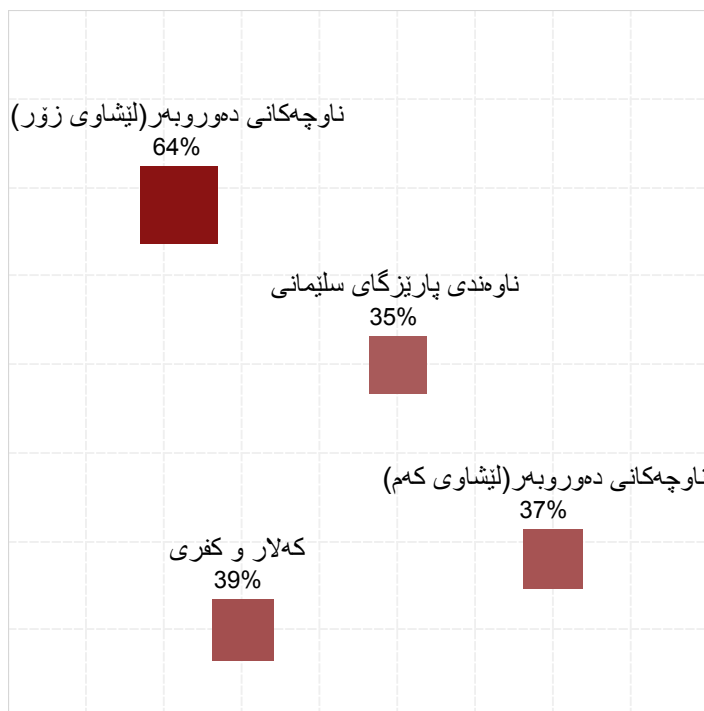 ناوچەکانی دەوروبەر(لێشاوی زۆر)
64%
ناوەندی پارێزگای سلێمانی
35%
ناوچەکانی دەوروبەر(لێشاوی کەم)
37%
کەلار و کفری
39%